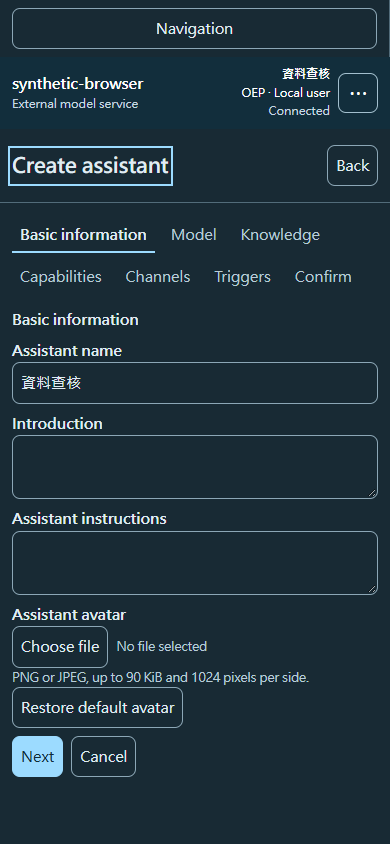 Navigation
synthetic-browser
External model service
資料查核
OEP · Local user
Connected
...
Create assistant
Back
Basic information
Model
Knowledge
Capabilities
Channels
Triggers
Confirm
Basic information
Assistant name
資料查核
Introduction
Assistant instructions
Assistant avatar
Choose file
No file selected
PNG or JPEG, up to 90 KiB and 1024 pixels per side.
Restore default avatar
Next
Cancel